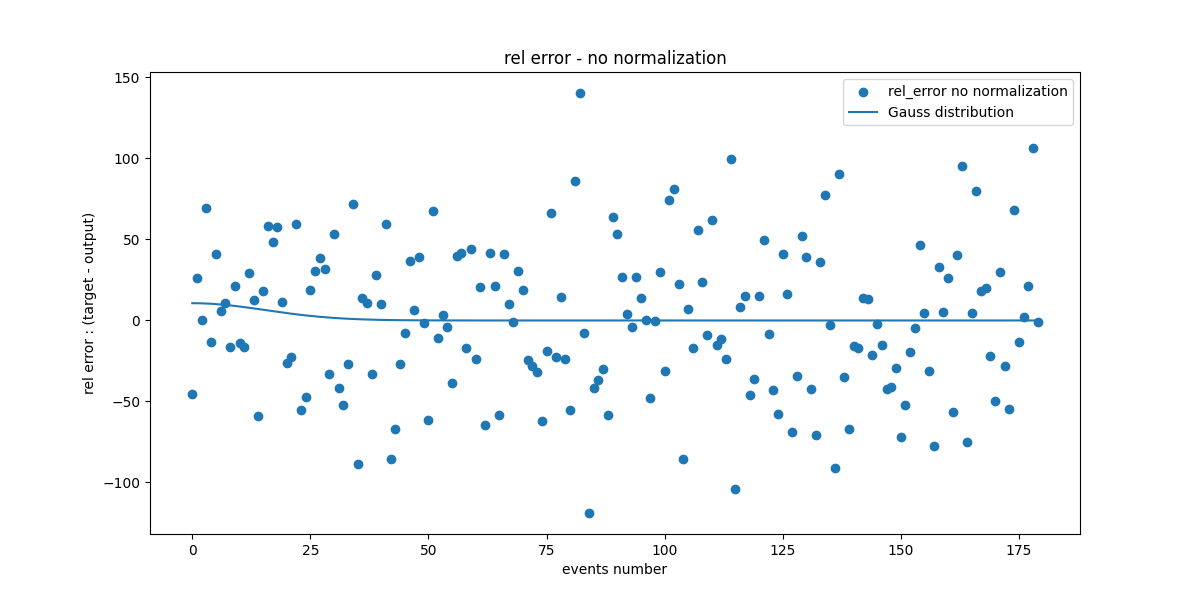 rel error - no normalization
rel_error no normalization
Gauss distribution
rel error : (target - output)
150
100
50
0
−50
−100
0
25
50
75
100
125
150
175
events number